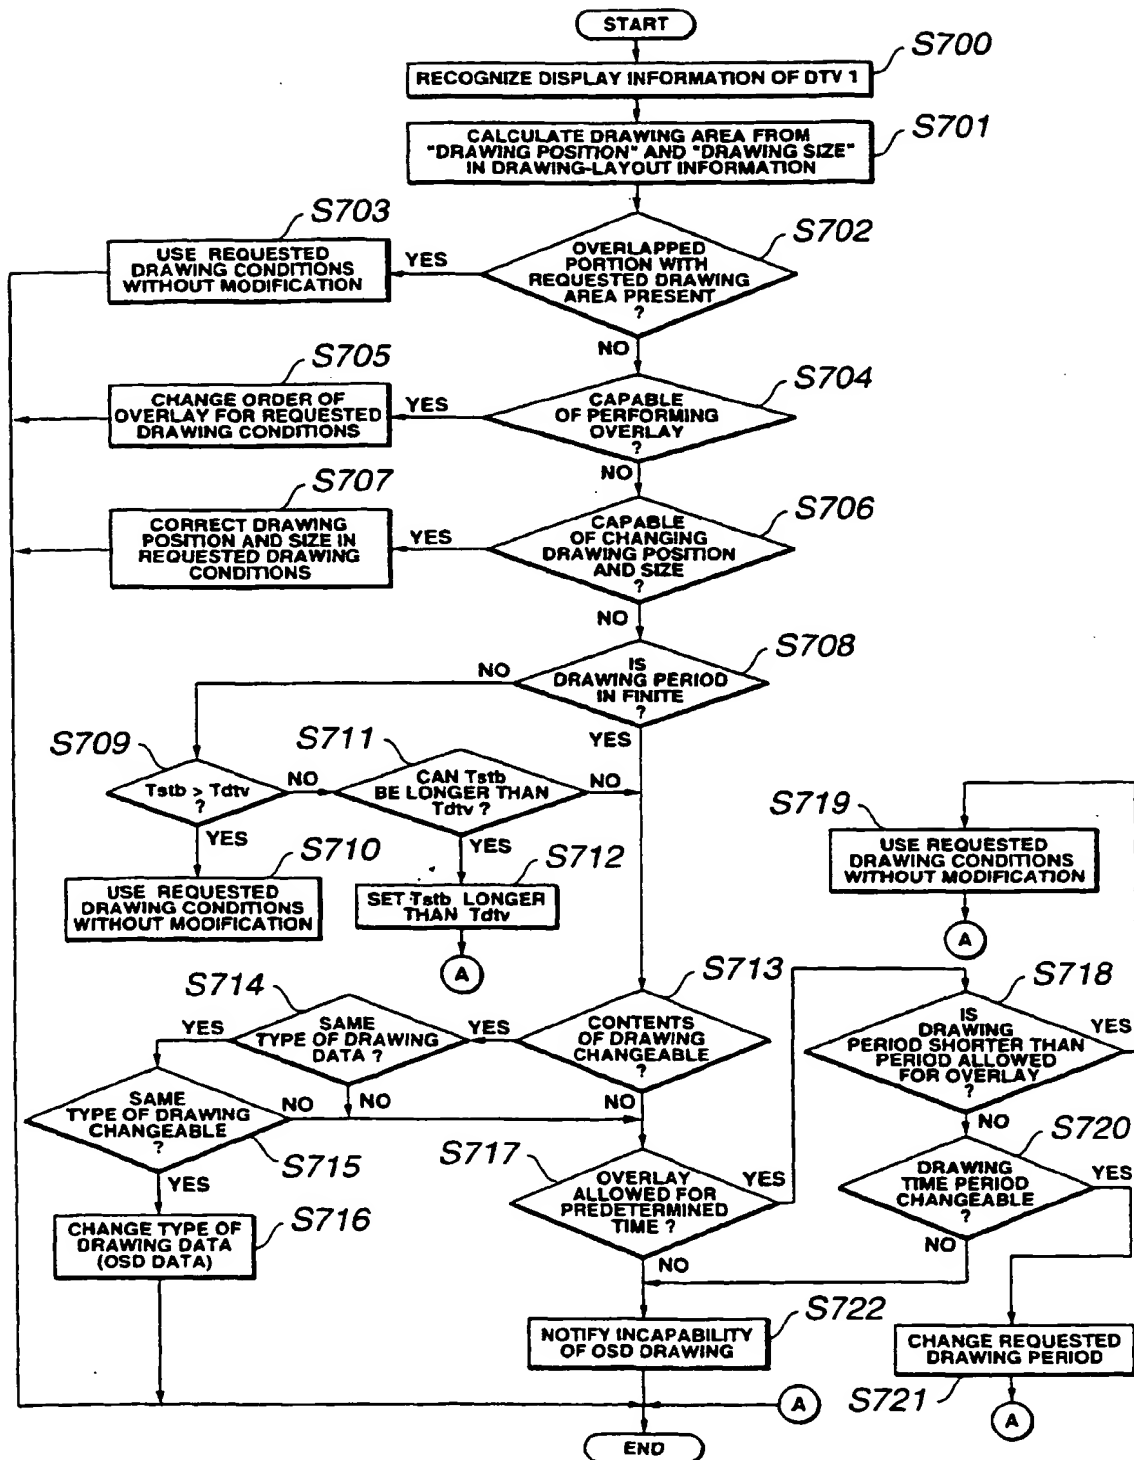 START
S700
RECOGNIZE DISPLAY INFORMATION OF DTV 1
S701
CALCULATE DRAWING AREA FROM
"DRAWING POSITION" AND "DRAWING SIZE"
IN DRAWING-LAYOUT INFORMATION
S703
USE REQUESTED
DRAWING CONDITIONS
WITHOUT MODIFICATION
YES
S702
OVERLAPPED
PORTION WITH
REQUESTED DRAWING
AREA PRESENT
?
NO
S705
CHANGE ORDER OF
OVERLAY FOR REQUESTED
DRAWING CONDITIONS
YES
S704
CAPABLE
OF PERFORMING
OVERLAY
?
NO
S707
CORRECT DRAWING
POSITION AND SIZE IN
REQUESTED DRAWING
CONDITIONS
YES
S706
CAPABLE
OF CHANGING
DRAWING POSITION
AND SIZE
?
NO
S708
IS
DRAWING PERIOD
IN FINITE
?
NO
YES
S709
Tstb > Tdtv
?
NO
YES
S711
CAN Tstb
BE LONGER THAN
Tdtv ?
NO
YES
S710
USE REQUESTED
DRAWING CONDITIONS
WITHOUT MODIFICATION
S712
SET Tstb LONGER
THAN Tdtv
A
S719
USE REQUESTED
DRAWING CONDITIONS
WITHOUT MODIFICATION
A
S713
CONTENTS
OF DRAWING
CHANGEABLE
?
YES
NO
S714
SAME
TYPE OF DRAWING
DATA ?
YES
NO
S718
IS
DRAWING
PERIOD SHORTER THAN
PERIOD ALLOWED
FOR OVERLAY
?
YES
NO
SAME
TYPE OF DRAWING
CHANGEABLE
?
NO
S715
YES
S717
OVERLAY
ALLOWED FOR
PREDETERMINED
TIME ?
YES
NO
S720
DRAWING
TIME PERIOD
CHANGEABLE
?
YES
NO
S716
CHANGE TYPE OF
DRAWING DATA
(OSD DATA)
S722
NOTIFY INCAPABILITY
OF OSD DRAWING
CHANGE REQUESTED
DRAWING PERIOD
S721
A
A
END